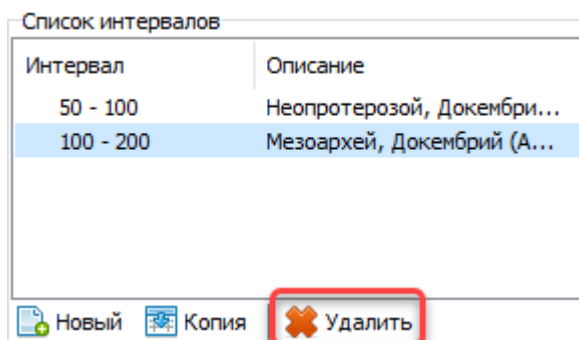 Список интервалов
Интервал Описание
50 - 100 Неопротерозой, Докембри...
100 - 200 Мезоархей, Докембрий (А...
Новый Копия Удалить